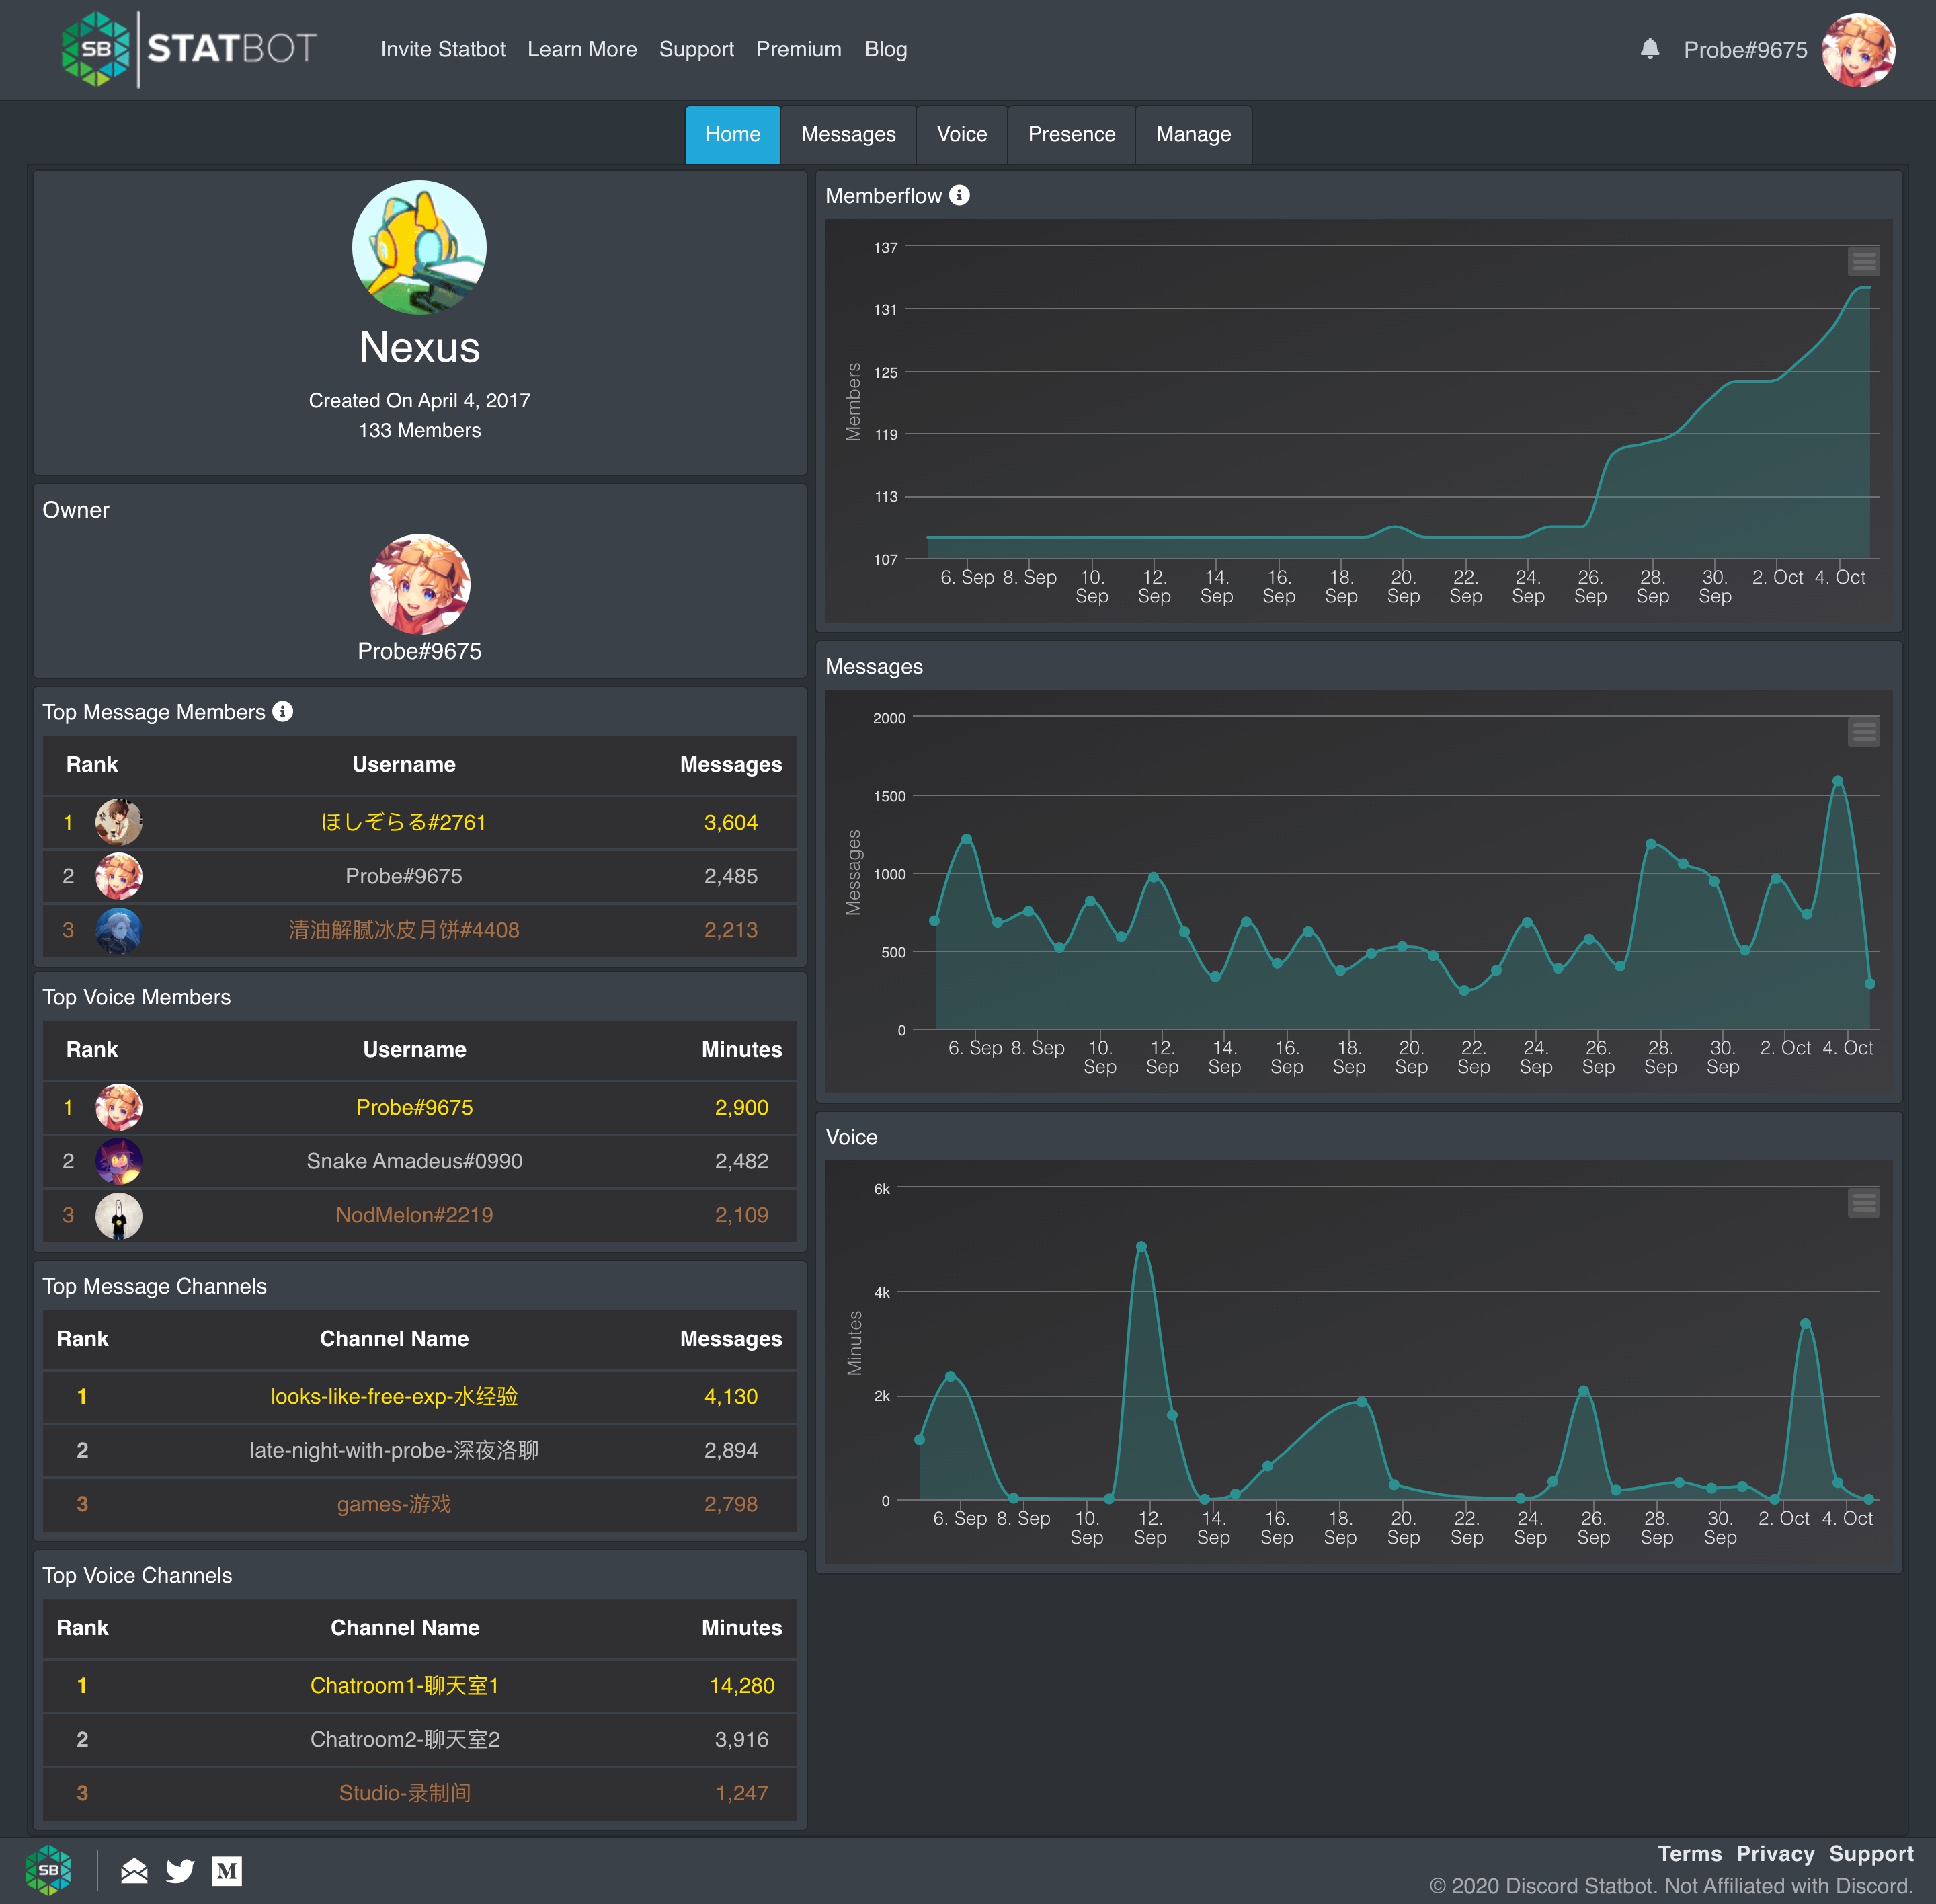 SB STATBOT
Invite Statbot Learn More Support Premium Blog
Probe#9675
Home Messages Voice Presence Manage
Nexus
Created On April 4, 2017
133 Members
Owner
Probe#9675
Top Message Members
Rank Username Messages
1 ほしぞらる#2761 3,604
2 Probe#9675 2,485
3 清油解腻冰皮月饼#4408 2,213
Top Voice Members
Rank Username Minutes
1 Probe#9675 2,900
2 Snake Amadeus#0990 2,482
3 NodMelon#2219 2,109
Top Message Channels
Rank Channel Name Messages
1 looks-like-free-exp-水经验 4,130
2 late-night-with-probe-深夜洛聊 2,894
3 games-游戏 2,798
Top Voice Channels
Rank Channel Name Minutes
1 Chatroom1-聊天室1 14,280
2 Chatroom2-聊天室2 3,916
3 Studio-录制间 1,247
Memberflow
137
131
125
119
113
107
Members
6. Sep 8. Sep 10. Sep 12. Sep 14. Sep 16. Sep 18. Sep 20. Sep 22. Sep 24. Sep 26. Sep 28. Sep 30. Sep 2. Oct 4. Oct
Messages
2000
1500
1000
500
0
Messages
6. Sep 8. Sep 10. Sep 12. Sep 14. Sep 16. Sep 18. Sep 20. Sep 22. Sep 24. Sep 26. Sep 28. Sep 30. Sep 2. Oct 4. Oct
Voice
6k
4k
2k
0
Minutes
6. Sep 8. Sep 10. Sep 12. Sep 14. Sep 16. Sep 18. Sep 20. Sep 22. Sep 24. Sep 26. Sep 28. Sep 30. Sep 2. Oct 4. Oct
SB
M
Terms Privacy Support
© 2020 Discord Statbot. Not Affiliated with Discord.